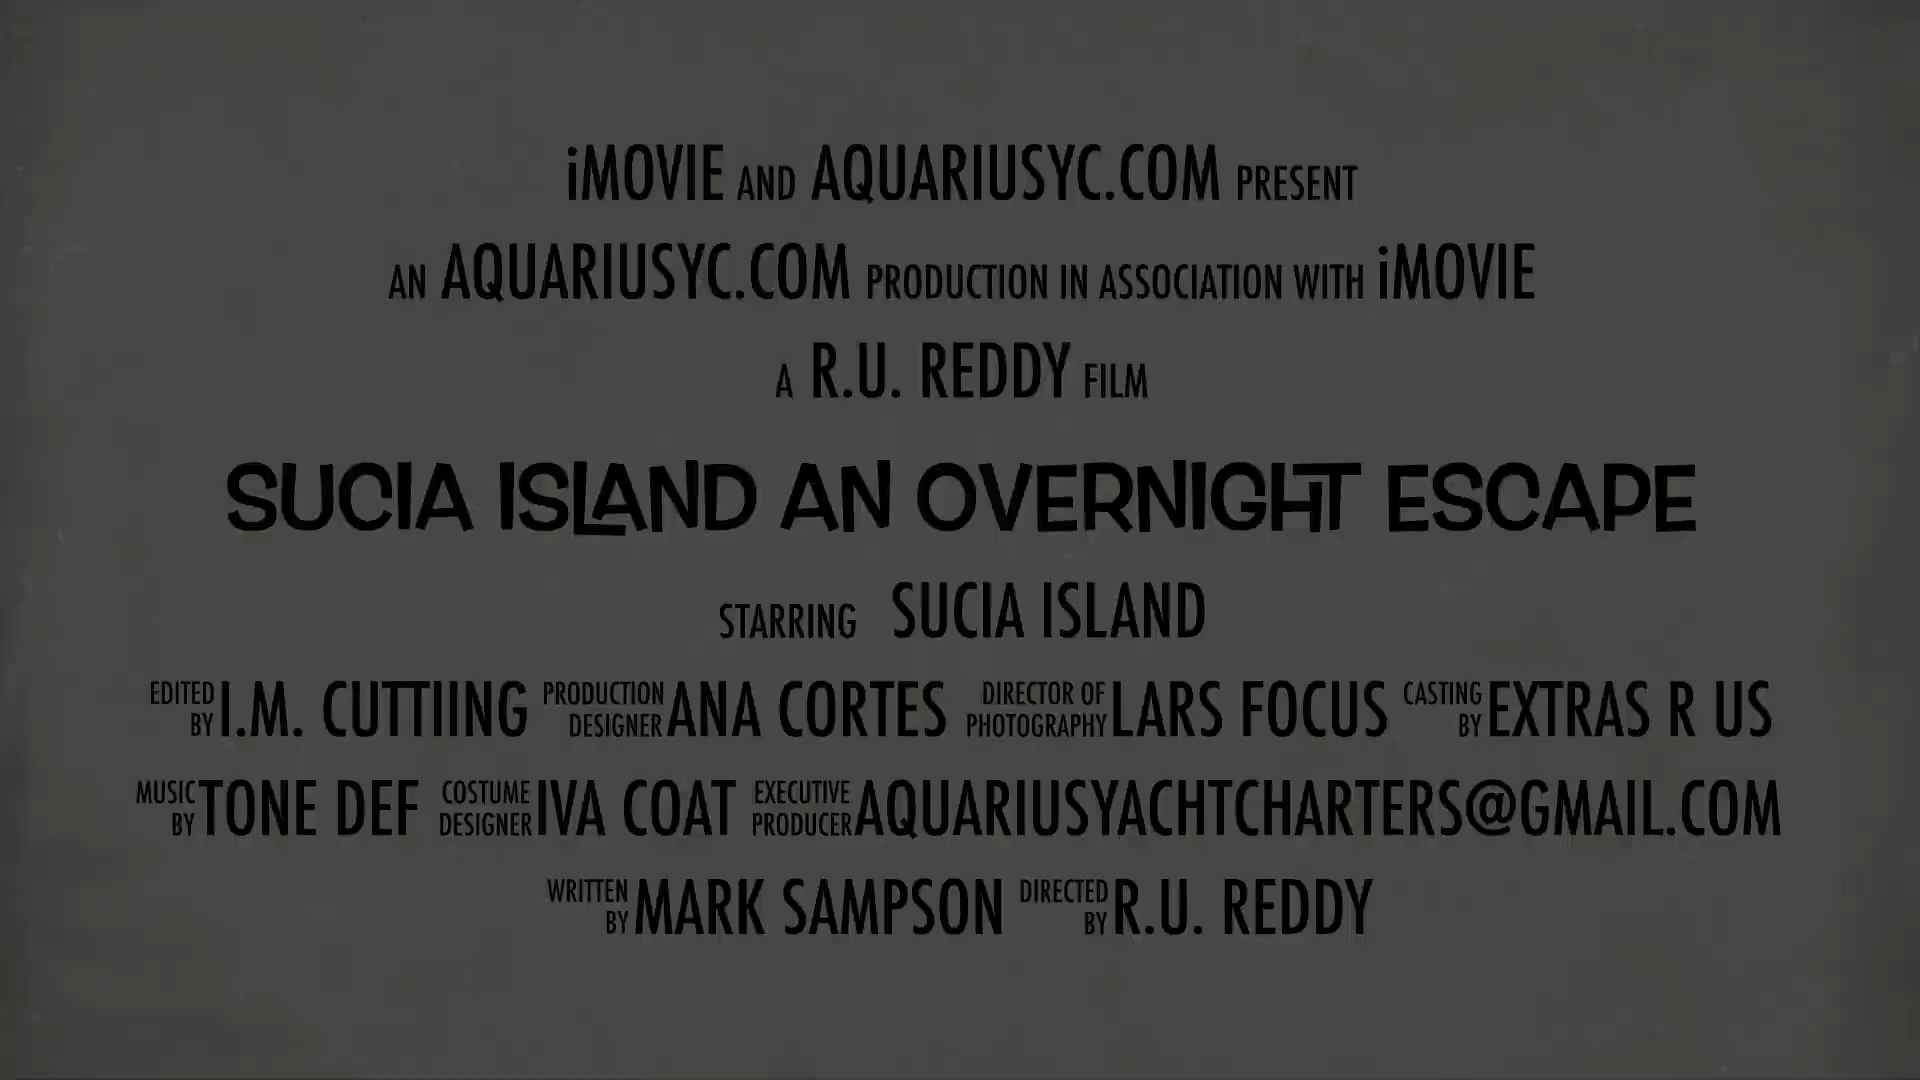 iMOVIE AND AQUARIUSYC.COM PRESENT
AN AQUARIUSYC.COM PRODUCTION IN ASSOCIATION WITH iMOVIE
A R.U. REDDY FILM
SUCIA ISLAND AN OVERNIGHT ESCAPE
STARRING SUCIA ISLAND
EDITED BY I.M. CUTTIING PRODUCTION DESIGNER ANA CORTES DIRECTOR OF PHOTOGRAPHY LARS FOCUS CASTING BY EXTRAS R US
MUSIC BY TONE DEF COSTUME DESIGNER IVA COAT EXECUTIVE PRODUCER AQUARIUSYACHTCHARTERS@GMAIL.COM
WRITTEN BY MARK SAMPSON DIRECTED BY R.U. REDDY